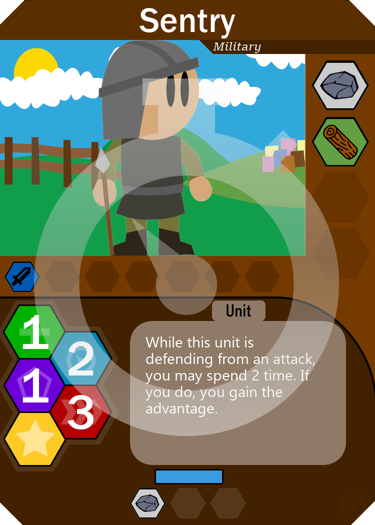 Sentry
Military
Unit
1
2
1
3
While this unit is
defending from an attack,
you may spend 2 time. If
you do, you gain the
advantage.